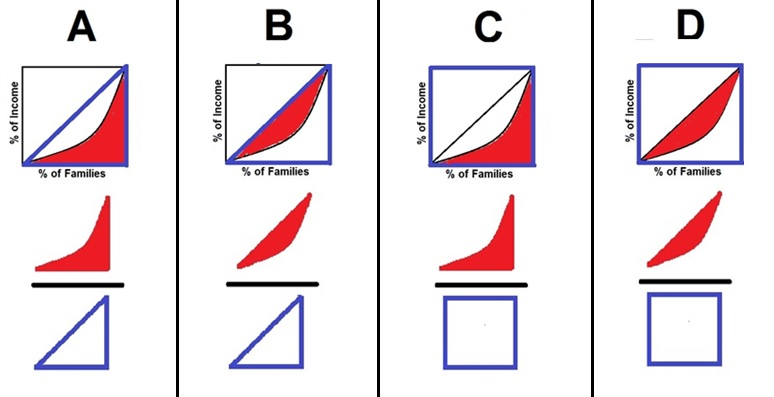 A
B
C
D
% of Income
% of Families
% of Income
% of Families
% of Income
% of Families
% of Income
% of Families